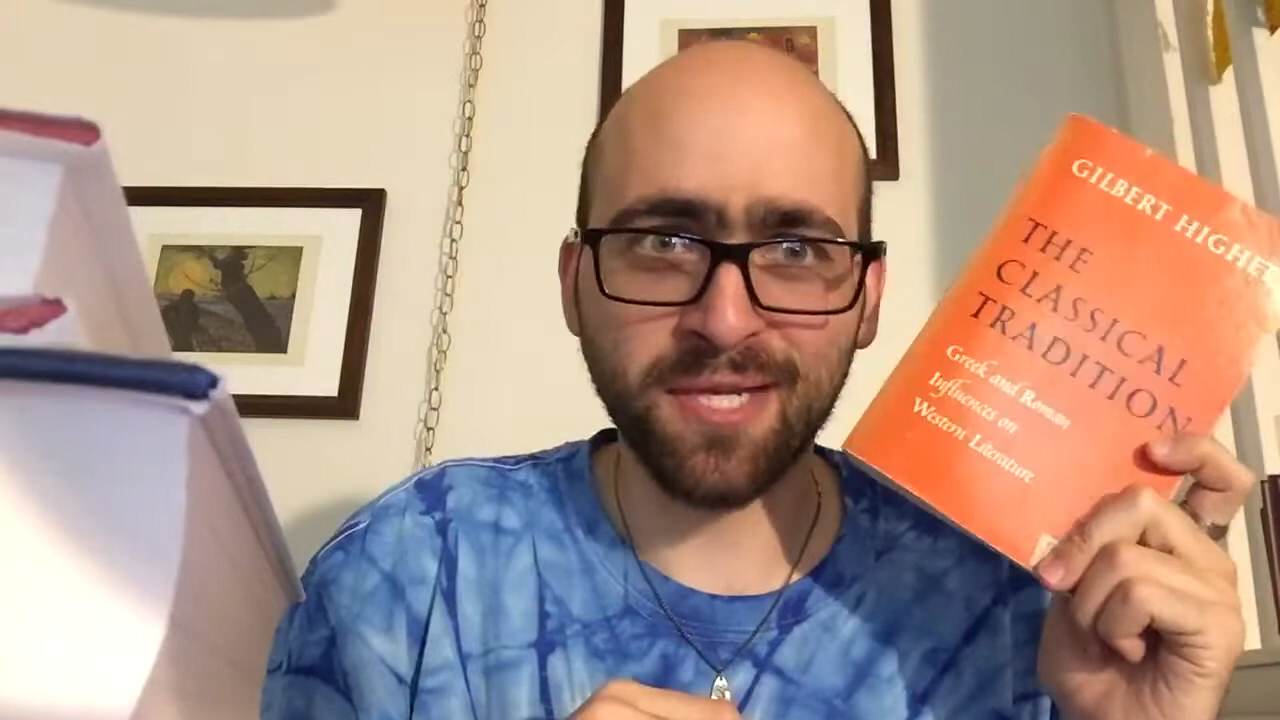 GILBERT HIGHET
THE
CLASSICAL
TRADITION
Greek and Roman
Influences on
Western Literature